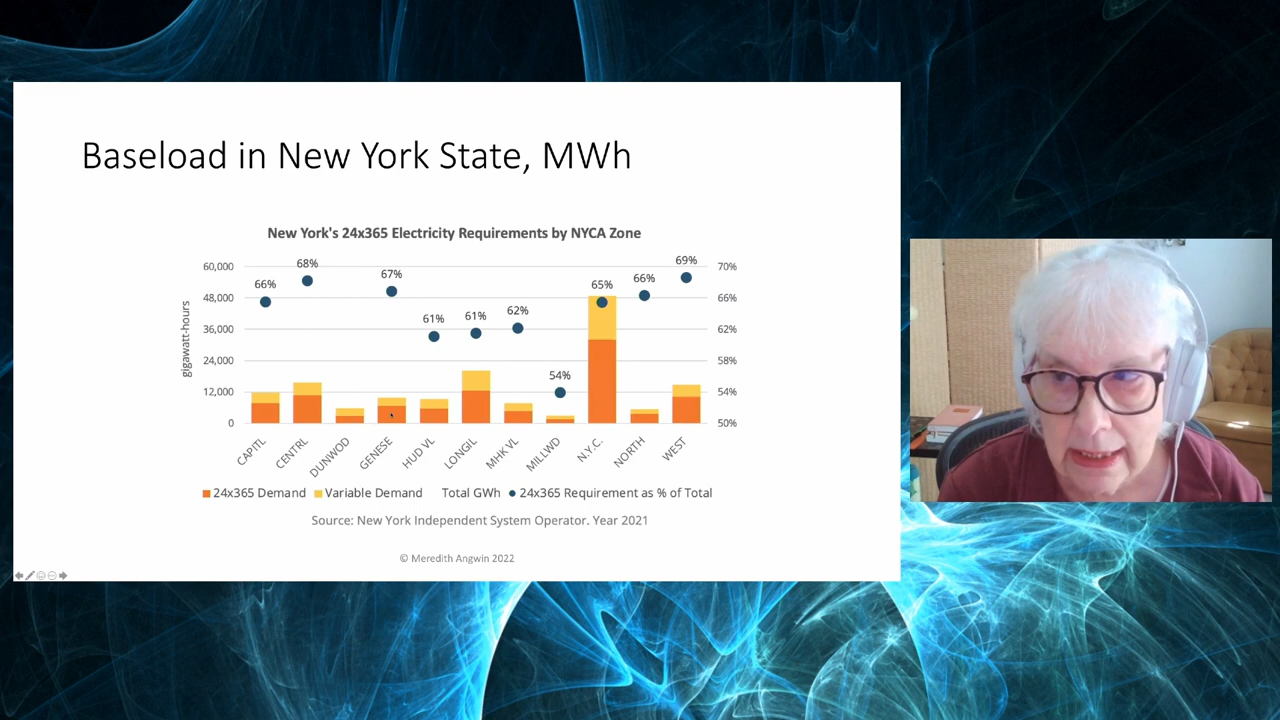 Baseload in New York State, MWh
New York's 24x365 Electricity Requirements by NYCA Zone
gigawatt-hours
60,000
48,000
36,000
24,000
12,000
0
66%
68%
67%
61%
61%
62%
54%
65%
66%
69%
70%
66%
62%
58%
54%
50%
CAPITL
CENTRL
DUNWOD
GENESE
HUD VL
LONGIL
MHK VL
MILLWD
N.Y.C.
NORTH
WEST
24x365 Demand Variable Demand Total GWh 24x365 Requirement as % of Total
Source: New York Independent System Operator. Year 2021
© Meredith Angwin 2022